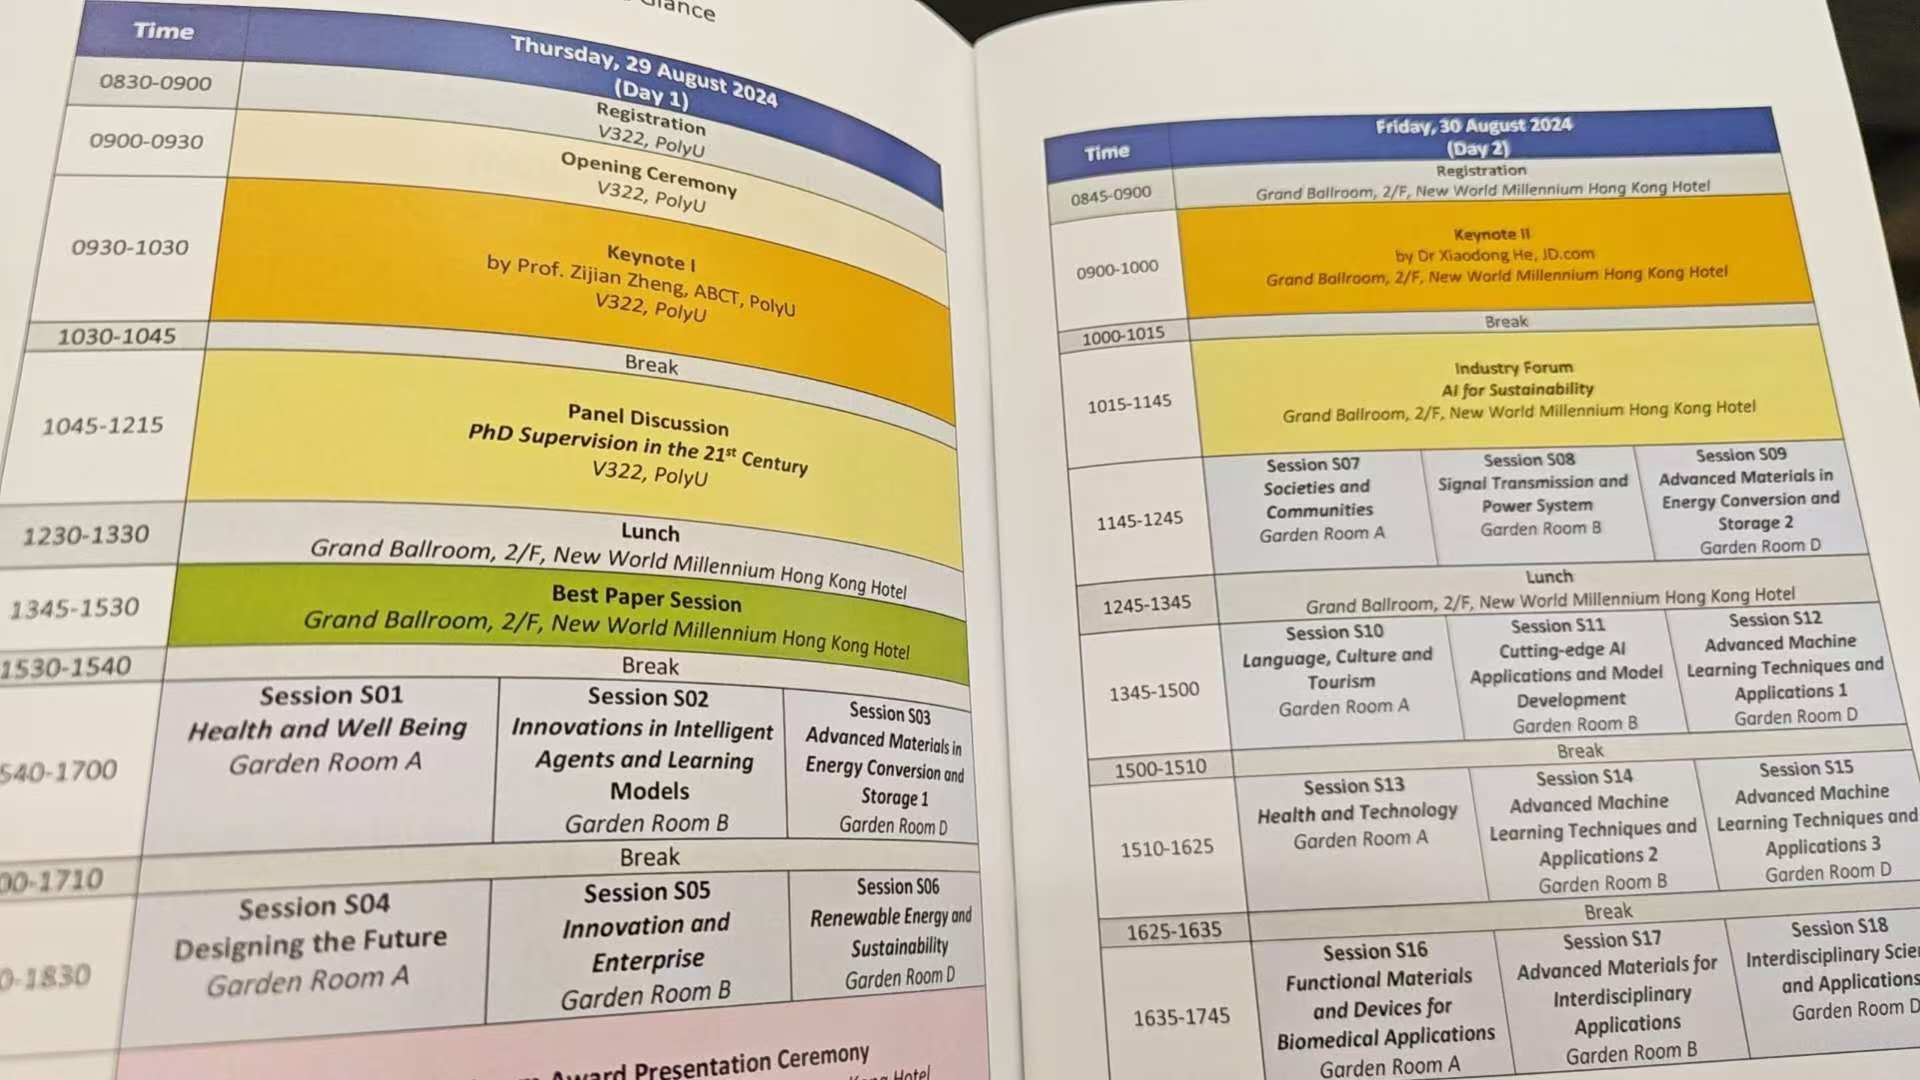 Glance
Time
Thursday, 29 August 2024
(Day 1)
0830-0900
Registration
V322, PolyU
0900-0930
Opening Ceremony
V322, PolyU
0930-1030
Keynote I
by Prof. Zijian Zheng, ABCT, PolyU
V322, PolyU
1030-1045
Break
1045-1215
Panel Discussion
PhD Supervision in the 21st Century
V322, PolyU
1230-1330
Lunch
Grand Ballroom, 2/F, New World Millennium Hong Kong Hotel
1345-1530
Best Paper Session
Grand Ballroom, 2/F, New World Millennium Hong Kong Hotel
1530-1540
Break
540-1700
Session S01
Health and Well Being
Garden Room A
Session S02
Innovations in Intelligent
Agents and Learning
Models
Garden Room B
Session S03
Advanced Materials in
Energy Conversion and
Storage 1
Garden Room D
00-1710
Break
0-1830
Session S04
Designing the Future
Garden Room A
Session S05
Innovation and
Enterprise
Garden Room B
Session S06
Renewable Energy and
Sustainability
Garden Room D
Award Presentation Ceremony
Hotel
Time
Friday, 30 August 2024
(Day 2)
0845-0900
Registration
Grand Ballroom, 2/F, New World Millennium Hong Kong Hotel
0900-1000
Keynote II
by Dr Xiaodong He, JD.com
Grand Ballroom, 2/F, New World Millennium Hong Kong Hotel
1000-1015
Break
1015-1145
Industry Forum
AI for Sustainability
Grand Ballroom, 2/F, New World Millennium Hong Kong Hotel
1145-1245
Session S07
Societies and
Communities
Garden Room A
Session S08
Signal Transmission and
Power System
Garden Room B
Session S09
Advanced Materials in
Energy Conversion and
Storage 2
Garden Room D
1245-1345
Lunch
Grand Ballroom, 2/F, New World Millennium Hong Kong Hotel
1345-1500
Session S10
Language, Culture and
Tourism
Garden Room A
Session S11
Cutting-edge AI
Applications and Model
Development
Garden Room B
Session S12
Advanced Machine
Learning Techniques and
Applications 1
Garden Room D
1500-1510
Break
1510-1625
Session S13
Health and Technology
Garden Room A
Session S14
Advanced Machine
Learning Techniques and
Applications 2
Garden Room B
Session S15
Advanced Machine
Learning Techniques and
Applications 3
Garden Room D
1625-1635
Break
1635-1745
Session S16
Functional Materials
and Devices for
Biomedical Applications
Garden Room A
Session S17
Advanced Materials for
Interdisciplinary
Applications
Garden Room B
Session S18
Interdisciplinary Scie
and Applications
Garden Room D